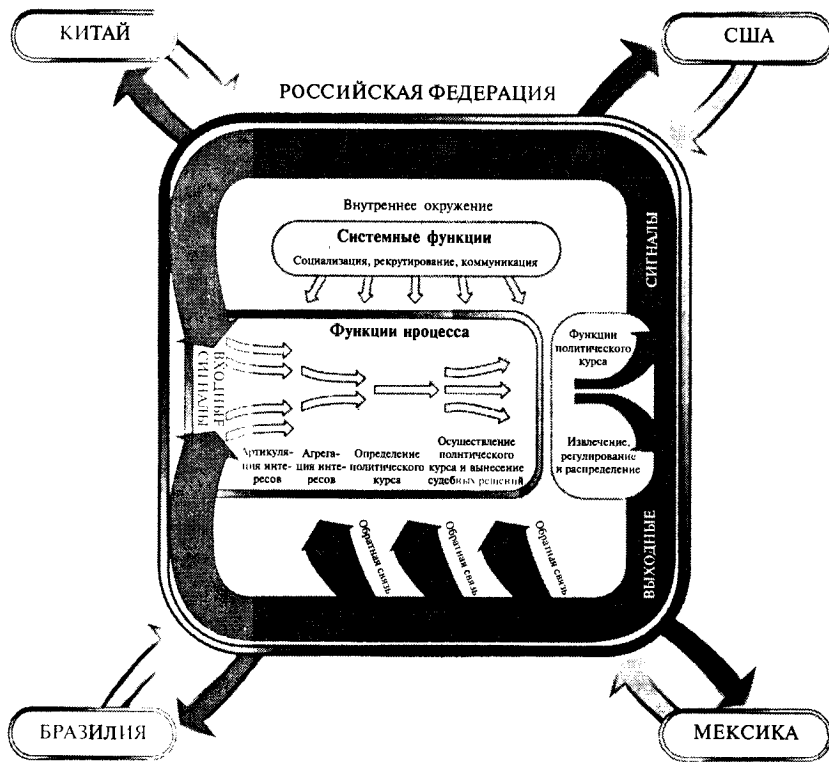 КИТАЙ
США
РОССИЙСКАЯ ФЕДЕРАЦИЯ
Внутреннее окружение
Системные функции
Социализация, рекрутирование, коммуникация
СИГНАЛЫ
Функции нроцесса
Функции
политического
курса
ВХОДНЫЕ
СИГНАЛЫ
Артикуля-
ция инте-
ресов
Агрега-
ция инте-
ресов
Определение
политического
курса
Осуществление
политического
курса и вынесение
судебных решений
Извлечение,
регулирование
и распределение
Обратная связь
Обратная связь
Обратная связь
ВЫХОДНЫЕ
БРАЗИЛИЯ
МЕКСИКА